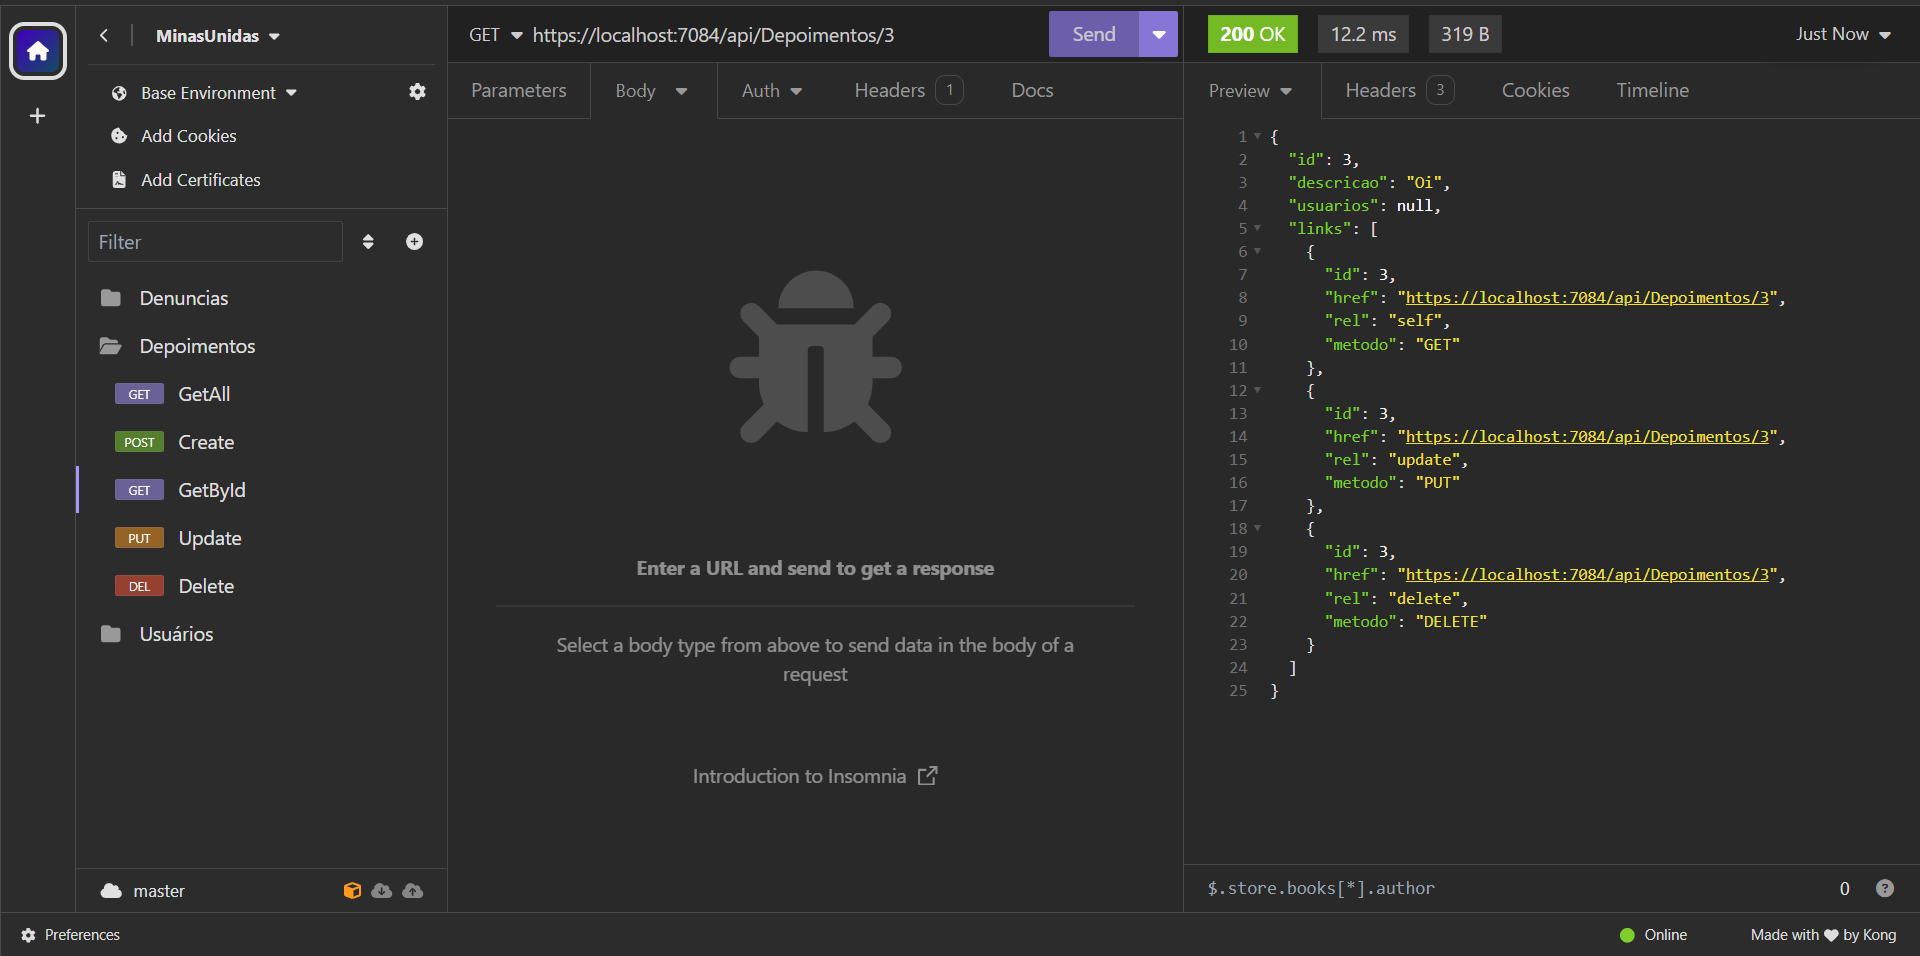 MinasUnidas
Base Environment
Add Cookies
Add Certificates
Filter
Denuncias
Depoimentos
GET GetAll
POST Create
GET GetById
PUT Update
DEL Delete
Usuários
master
GET https://localhost:7084/api/Depoimentos/3 Send
Parameters Body Auth Headers 1 Docs
Enter a URL and send to get a response
Select a body type from above to send data in the body of a
request
Introduction to Insomnia
200 OK 12.2 ms 319 B Just Now
Preview Headers 3 Cookies Timeline
1 {
2 "id": 3,
3 "descricao": "Oi",
4 "usuarios": null,
5 "links": [
6 {
7 "id": 3,
8 "href": "https://localhost:7084/api/Depoimentos/3",
9 "rel": "self",
10 "metodo": "GET"
11 },
12 {
13 "id": 3,
14 "href": "https://localhost:7084/api/Depoimentos/3",
15 "rel": "update",
16 "metodo": "PUT"
17 },
18 {
19 "id": 3,
20 "href": "https://localhost:7084/api/Depoimentos/3",
21 "rel": "delete",
22 "metodo": "DELETE"
23 }
24 ]
25 }
$.store.books[*].author 0 ?
Preferences Online Made with ♥ by Kong